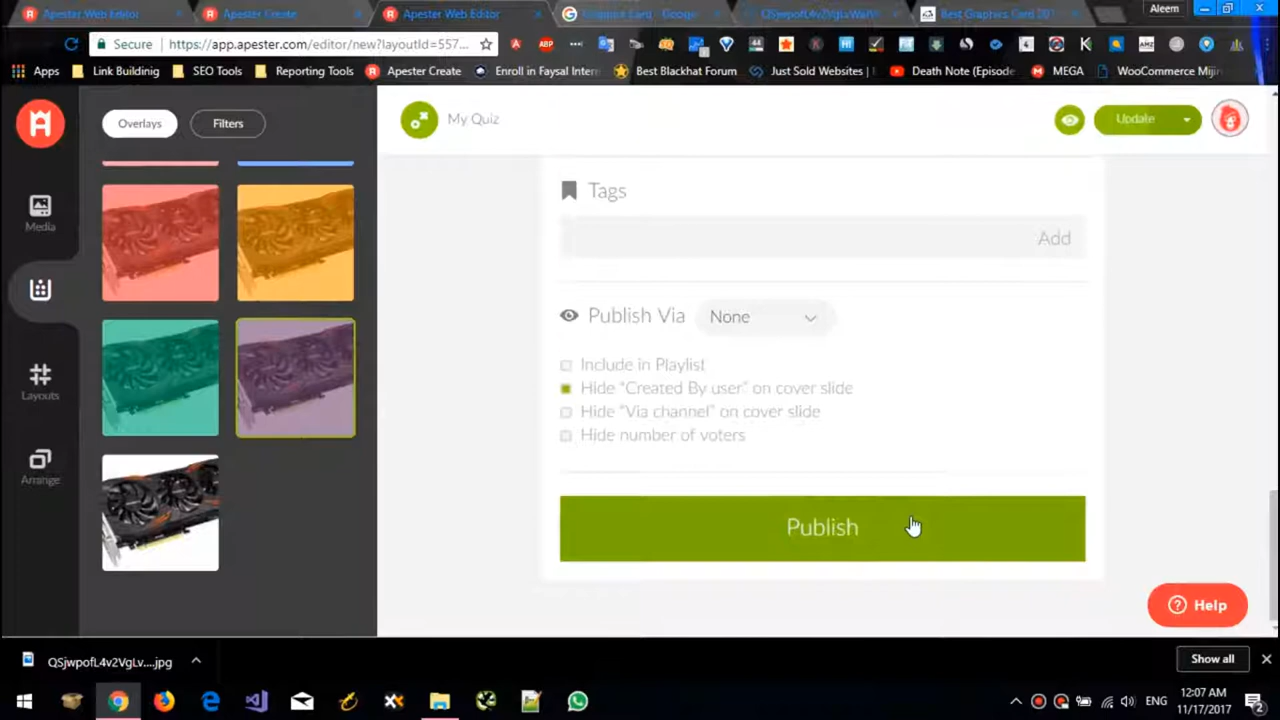 Apester Web Editor
Apester Create
Apester Web Editor
Graphics Card - Google
QSjwpofL4v2VgLvWaIV
Best Graphics Card 201
Aleem
Secure
https://app.apester.com/editor/new?layoutId=557...
Apps
Link Buildinig
SEO Tools
Reporting Tools
Apester Create
Enroll in Faysal Intern
Best Blackhat Forum
Just Sold Websites |
Death Note (Episode
MEGA
WooCommerce Mijin
Overlays
Filters
My Quiz
Update
Media
Layouts
Arrange
Tags
Add
Publish Via
None
Include in Playlist
Hide “Created By user” on cover slide
Hide “Via channel” on cover slide
Hide number of voters
Publish
Help
QSjwpofL4v2VgLv....jpg
Show all
ENG
12:07 AM
11/17/2017
2